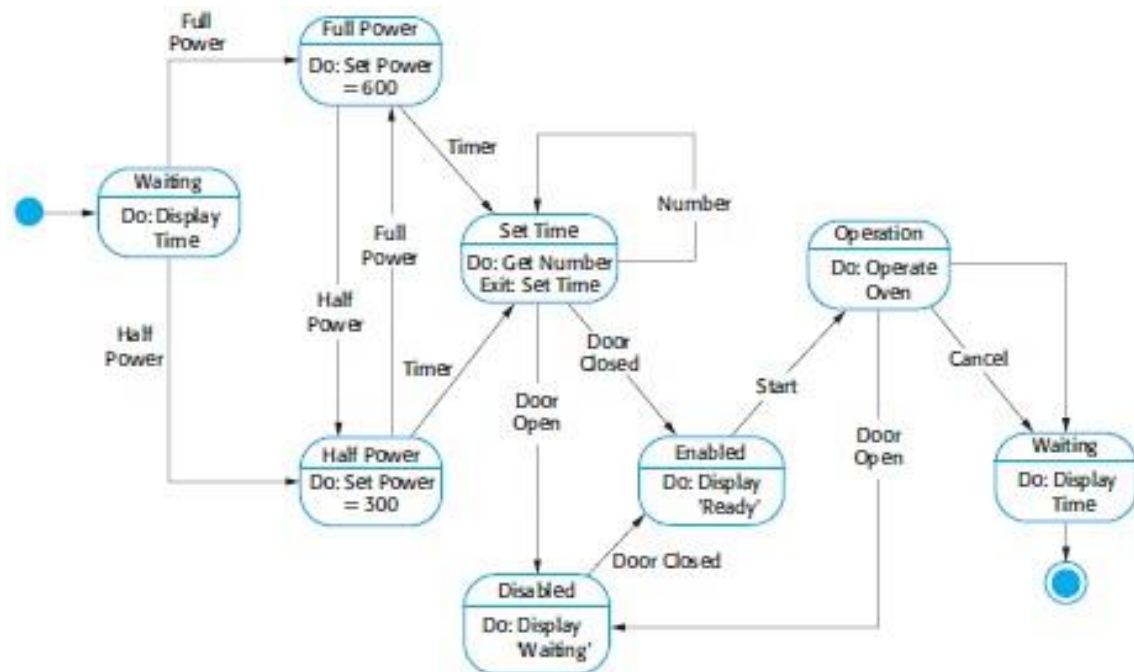 Full
Power
Full Power
Do: Set Power
= 600
Timer
Waiting
Do: Display
Time
Number
Full
Power
Set Time
Do: Get Number
Exit: Set Time
Operation
Do: Operate
Oven
Half
Power
Half
Power
Timer
Door
Closed
Cancel
Start
Door
Open
Door
Open
Half Power
Do: Set Power
= 300
Enabled
Do: Display
'Ready'
Waiting
Do: Display
Time
Door Closed
Disabled
Do: Display
'Waiting'